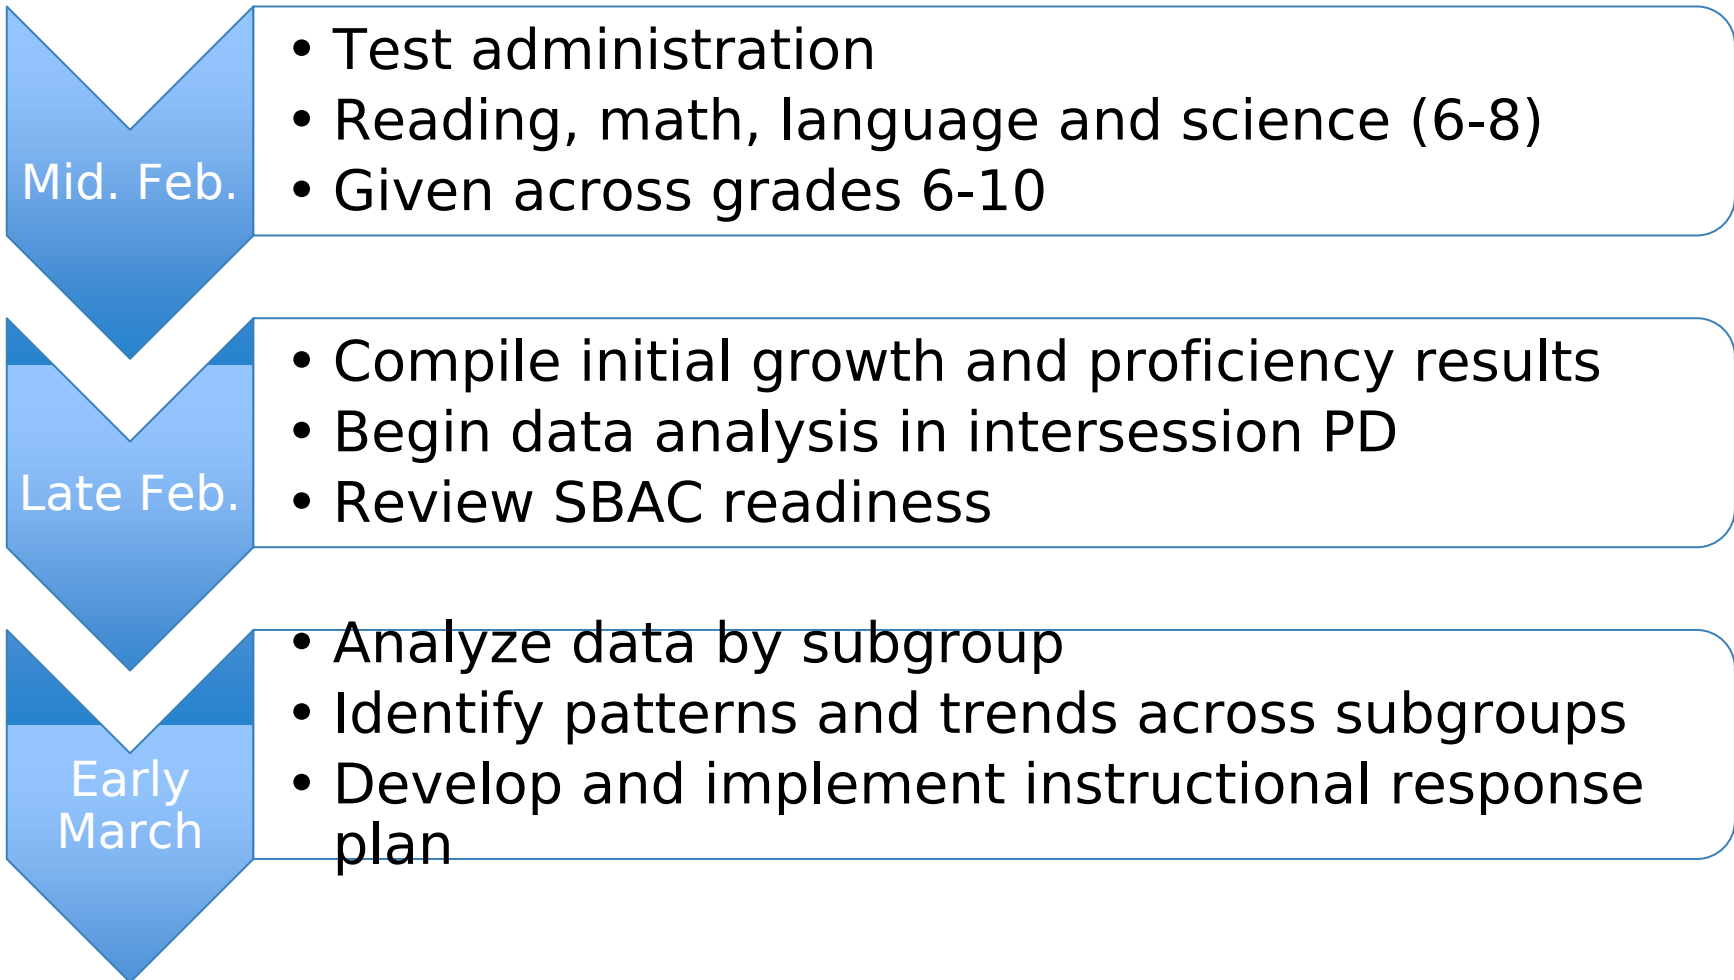 Mid. Feb.
• Test administration
• Reading, math, language and science (6-8)
• Given across grades 6-10
Late Feb.
• Compile initial growth and proficiency results
• Begin data analysis in intersession PD
• Review SBAC readiness
Early
March
• Analyze data by subgroup
• Identify patterns and trends across subgroups
• Develop and implement instructional response
plan